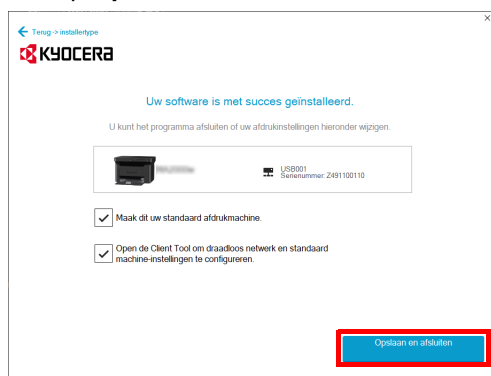 Terug -> installertype
KYOCERA
Uw software is met succes geïnstalleerd.
U kunt het programma afsluiten of uw afdrukinstellingen hieronder wijzigen.
USB001
Serienummer: Z491100110
Maak dit uw standaard afdrukmachine.
Open de Client Tool om draadloos netwerk en standaard
machine-instellingen te configureren.
Opslaan en afsluiten